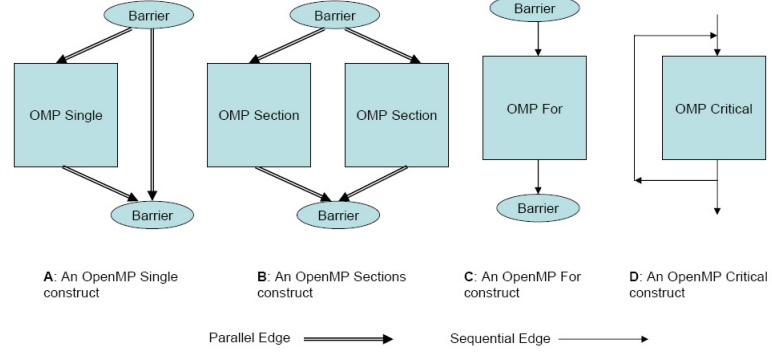 Barrier
Barrier
Barrier
OMP Single
OMP Section
OMP Section
OMP For
OMP Critical
Barrier
Barrier
Barrier
A: An OpenMP Single
construct
B: An OpenMP Sections
construct
C: An OpenMP For
construct
D: An OpenMP Critical
construct
Parallel Edge
Sequential Edge